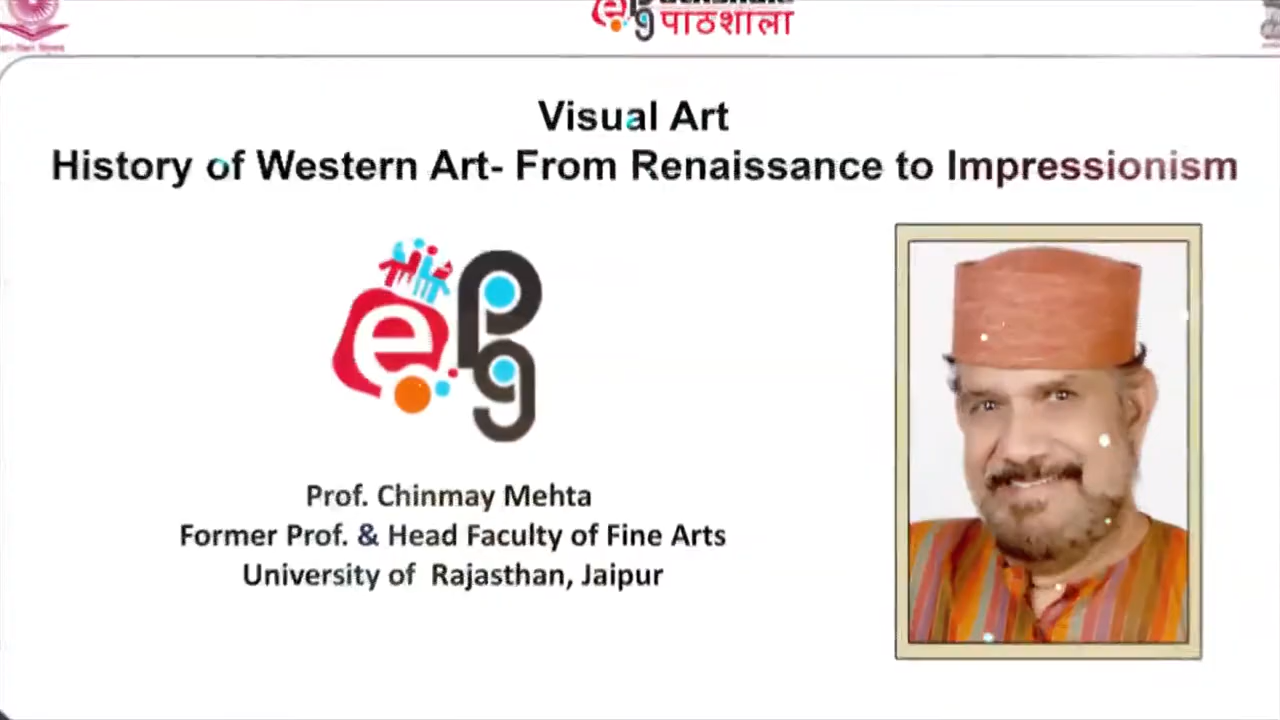 पाठशाला
Visual Art
History of Western Art- From Renaissance to Impressionism
e pg
Prof. Chinmay Mehta
Former Prof. & Head Faculty of Fine Arts
University of Rajasthan, Jaipur